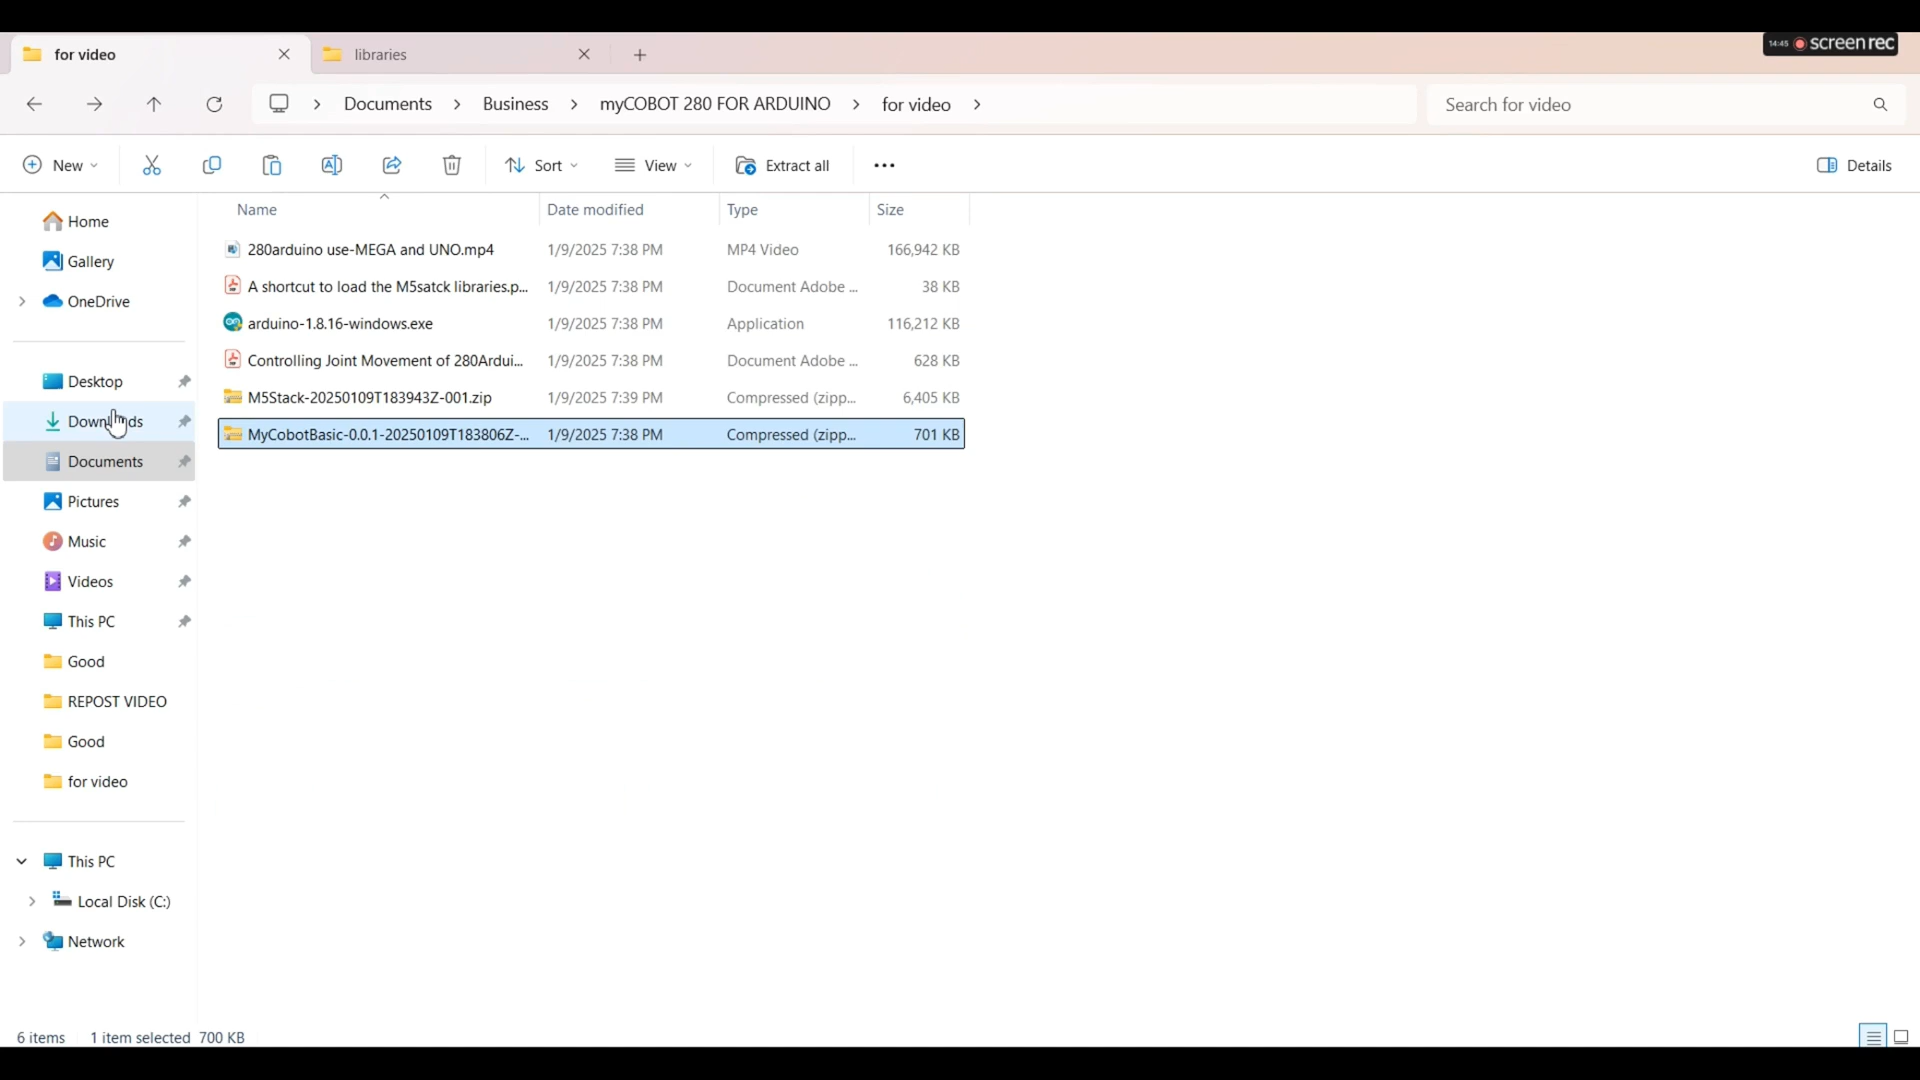 for video
libraries
14:45 screenrec
Documents > Business > myCOBOT 280 FOR ARDUINO > for video >
Search for video
New
Sort
View
Extract all
Details
Name Date modified Type Size
280arduino use-MEGA and UNO.mp4 1/9/2025 7:38 PM MP4 Video 166,942 KB
A shortcut to load the M5satck libraries.p... 1/9/2025 7:38 PM Document Adobe ... 38 KB
arduino-1.8.16-windows.exe 1/9/2025 7:38 PM Application 116,212 KB
Controlling Joint Movement of 280Ardui... 1/9/2025 7:38 PM Document Adobe ... 628 KB
M5Stack-20250109T183943Z-001.zip 1/9/2025 7:39 PM Compressed (zipp... 6,405 KB
MyCobotBasic-0.0.1-20250109T183806Z-... 1/9/2025 7:38 PM Compressed (zipp... 701 KB
Home
Gallery
OneDrive
Desktop
Downloads
Documents
Pictures
Music
Videos
This PC
Good
REPOST VIDEO
Good
for video
This PC
Local Disk (C:)
Network
6 items 1 item selected 700 KB